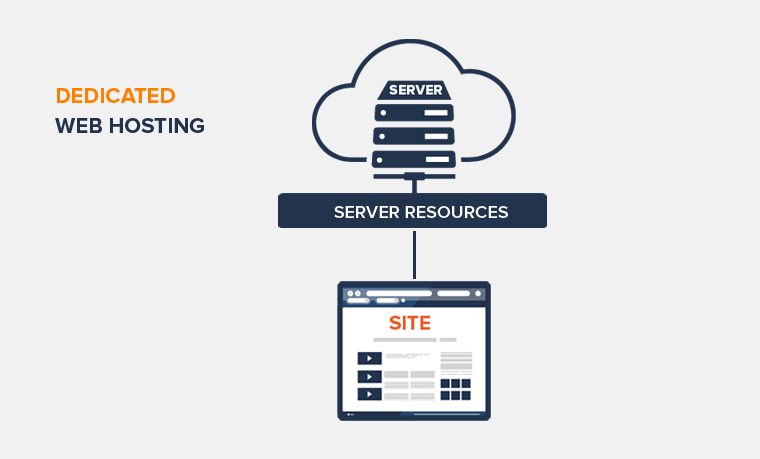 DEDICATED
WEB HOSTING
SERVER
SERVER RESOURCES
SITE